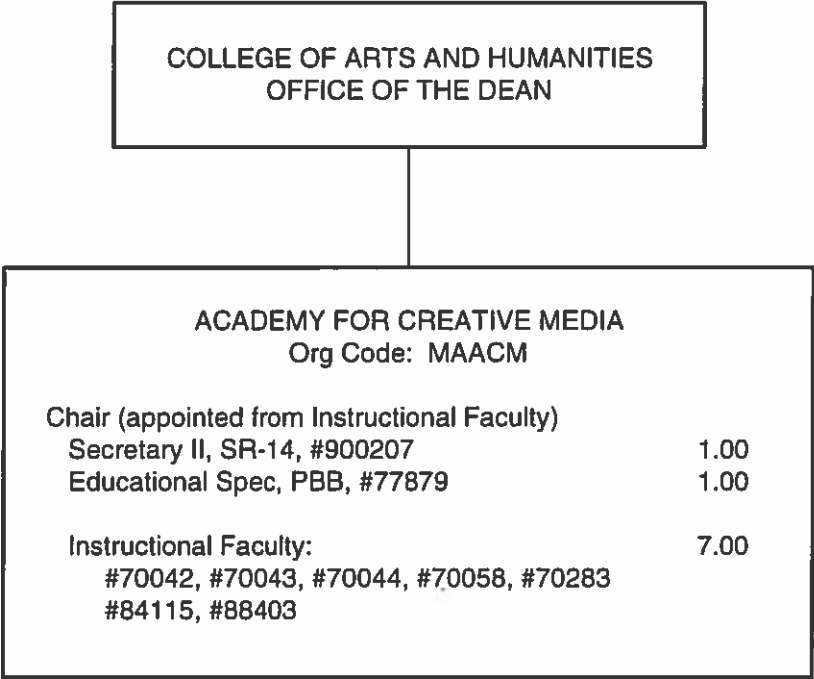 COLLEGE OF ARTS AND HUMANITIES
OFFICE OF THE DEAN
ACADEMY FOR CREATIVE MEDIA
Org Code: MAACM
Chair (appointed from Instructional Faculty)
Secretary II, SR-14, #900207 1.00
Educational Spec, PBB, #77879 1.00
Instructional Faculty: 7.00
#70042, #70043, #70044, #70058, #70283
#84115, #88403